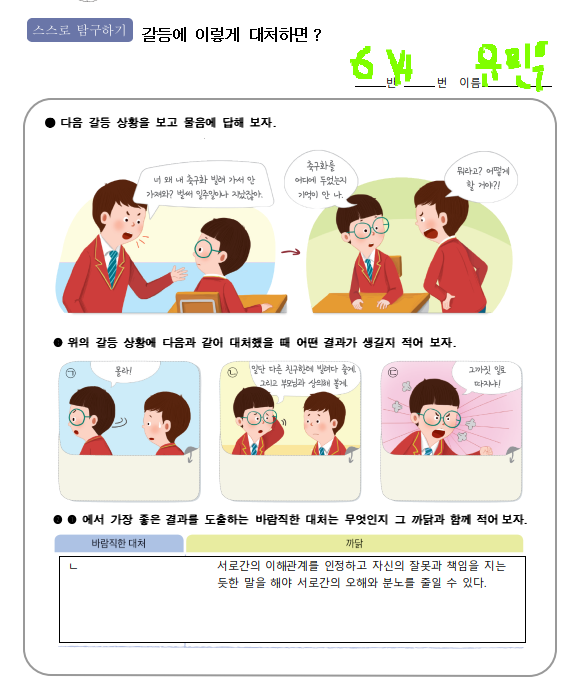 스스로 탐구하기 갈등에 이렇게 대처하면 ?
6 반 번 이름
● 다음 갈등 상황을 보고 물음에 답해 보자.
너 왜 내 축구화 빌려 가서 안
가져와? 벌써 일주일이나 지났잖아.
축구화를
어디에 두었는지
기억이 안 나.
뭐라고? 어떻게
할 거야?!
❶ 위의 갈등 상황에 다음과 같이 대처했을 때 어떤 결과가 생길지 적어 보자.
㉠ 몰라!
㉡ 일단 다른 친구한테 빌려다 줄게.
그리고 부모님과 상의해 볼게.
㉢ 그까짓 일로
따지냐!
❷ ❶ 에서 가장 좋은 결과를 도출하는 바람직한 대처는 무엇인지 그 까닭과 함께 적어 보자.
바람직한 대처 까닭
ㄴ 서로간의 이해관계를 인정하고 자신의 잘못과 책임을 지는
듯한 말을 해야 서로간의 오해와 분노를 줄일 수 있다.